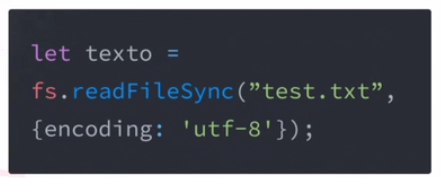 let texto =
fs.readFileSync(”test.txt”,
{encoding: 'utf-8'});